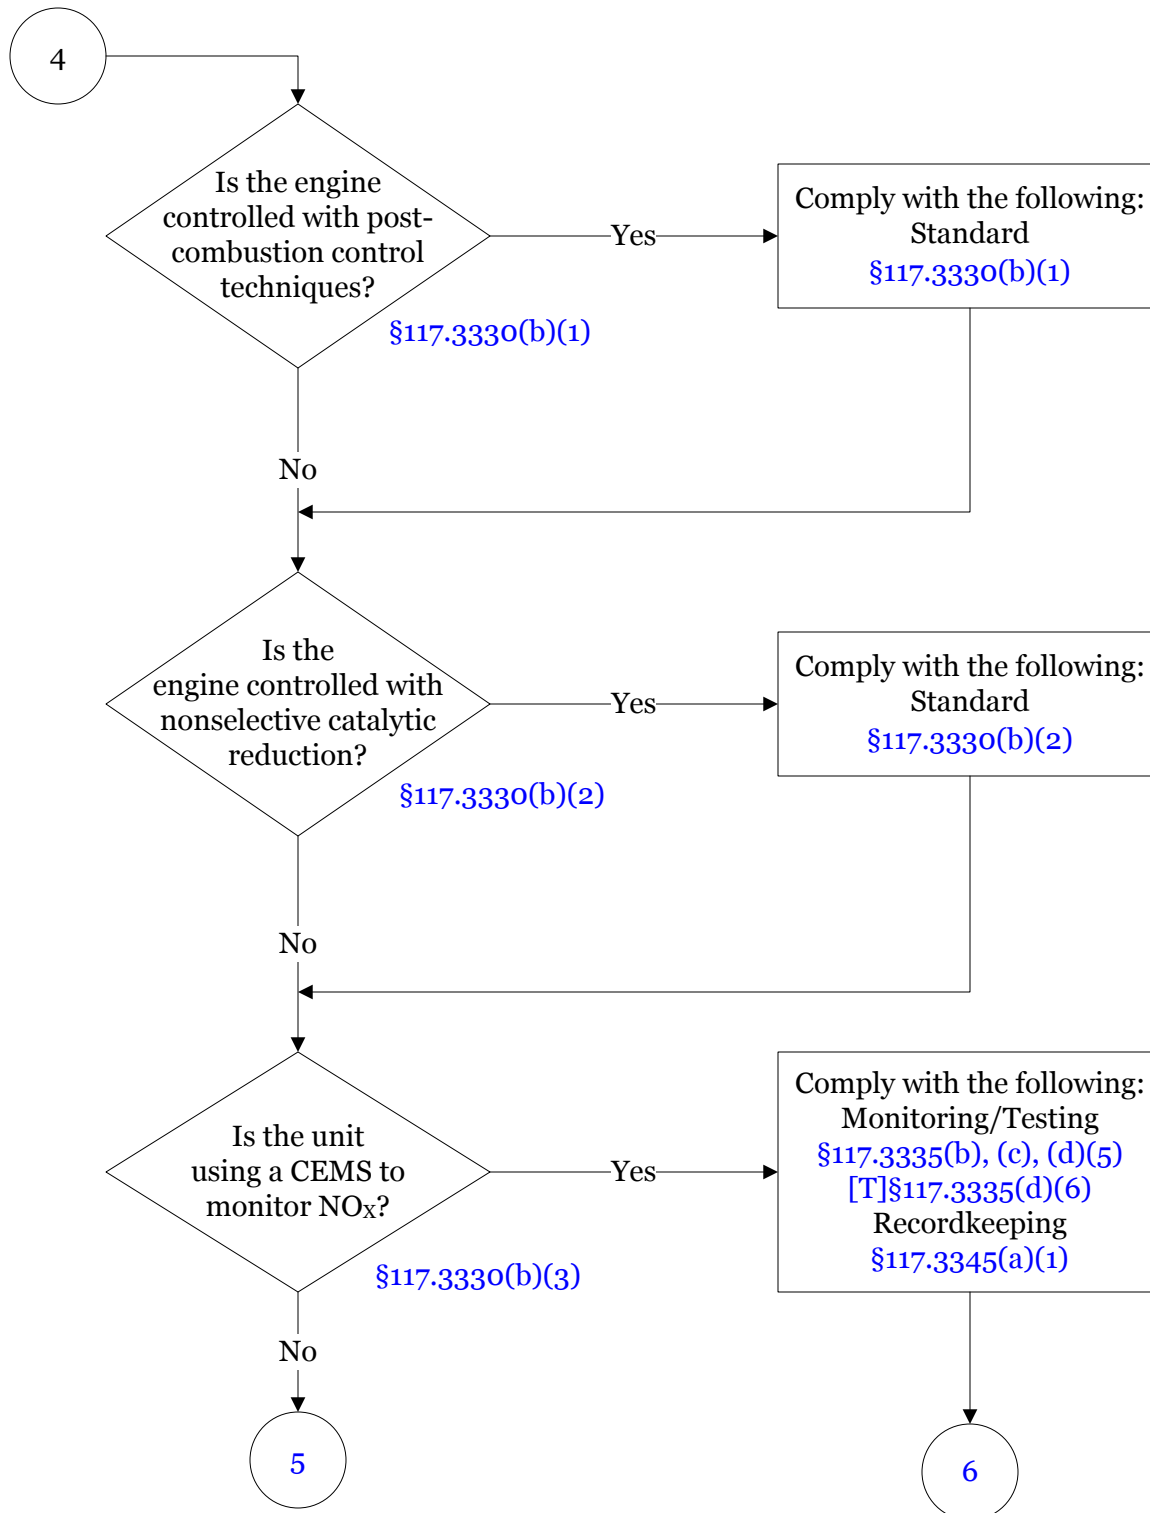 4
Is the engine
controlled with post-
combustion control
techniques?
§117.3330(b)(1)
Yes
Comply with the following:
Standard
§117.3330(b)(1)
No
Is the
engine controlled with
nonselective catalytic
reduction?
§117.3330(b)(2)
Yes
Comply with the following:
Standard
§117.3330(b)(2)
No
Is the unit
using a CEMS to
monitor NOX?
§117.3330(b)(3)
Yes
Comply with the following:
Monitoring/Testing
§117.3335(b), (c), (d)(5)
[T]§117.3335(d)(6)
Recordkeeping
§117.3345(a)(1)
No
5
6